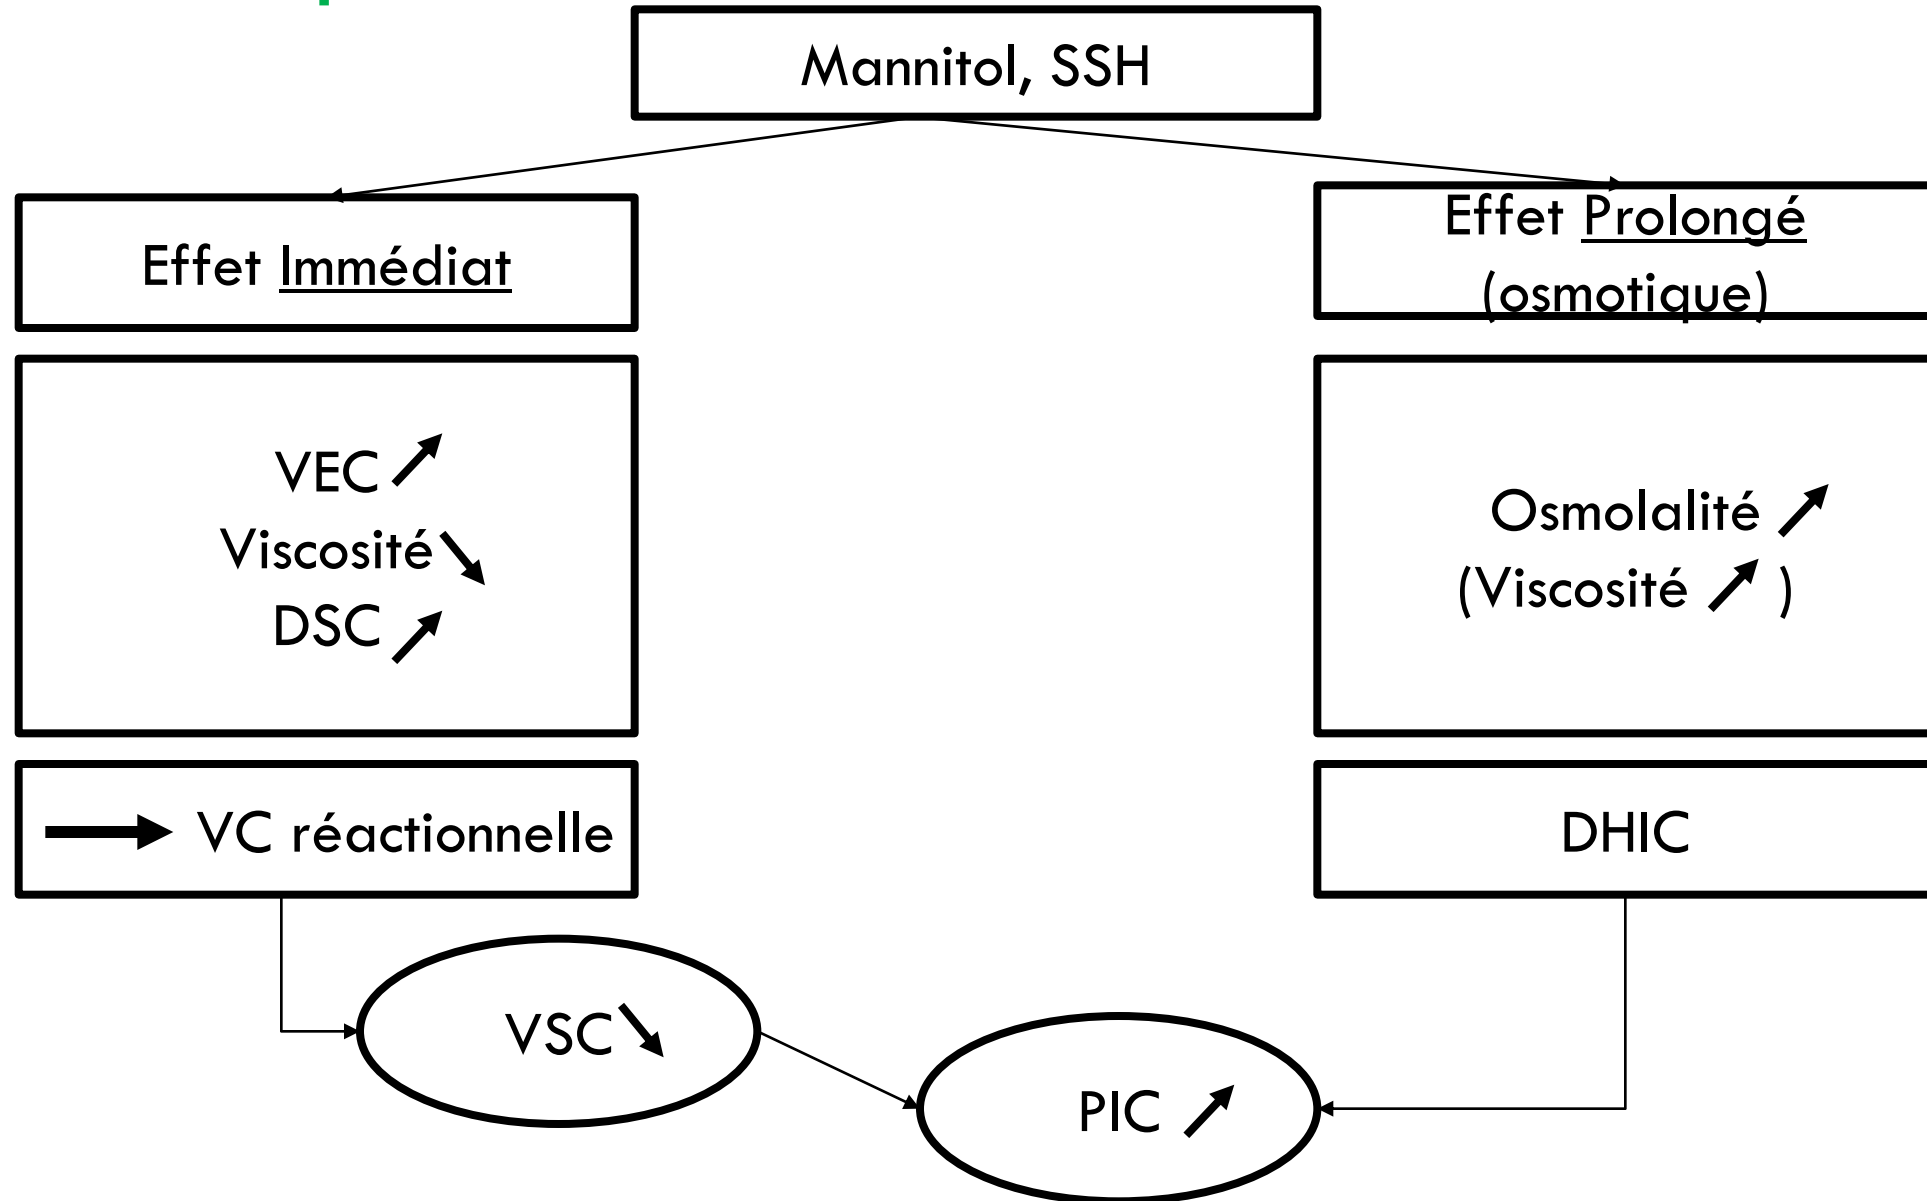 Mannitol, SSH
Effet Immédiat
Effet Prolongé
(osmotique)
VEC
Viscosité
DSC
Osmolalité
(Viscosité )
VC réactionnelle
DHIC
VSC
PIC